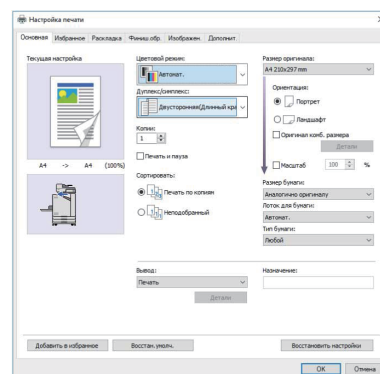 Настройка печати
Основная Избранное Раскладка Финиш обр. Изображен. Дополнит.
Текущая настройка
A4 -> A4 (100%)
Цветовой режим:
Автомат.
Дуплекс/симплекс:
Двусторонняя(Длинный кра
Копии:
1
Печать и пауза
Сортировать:
Печать по копиям
Неподобранный
Вывод:
Печать
Детали
Размер оригинала:
A4 210x297 mm
Ориентация:
Портрет
Ландшафт
Оригинал комб. размера
Детали
Масштаб 100 %
Размер бумаги:
Аналогично оригиналу
Лоток для бумаги:
Автомат.
Тип бумаги:
Любой
Назначение:
Добавить в избранное Восстан.умолч. Восстановить настройки
OK Отмена